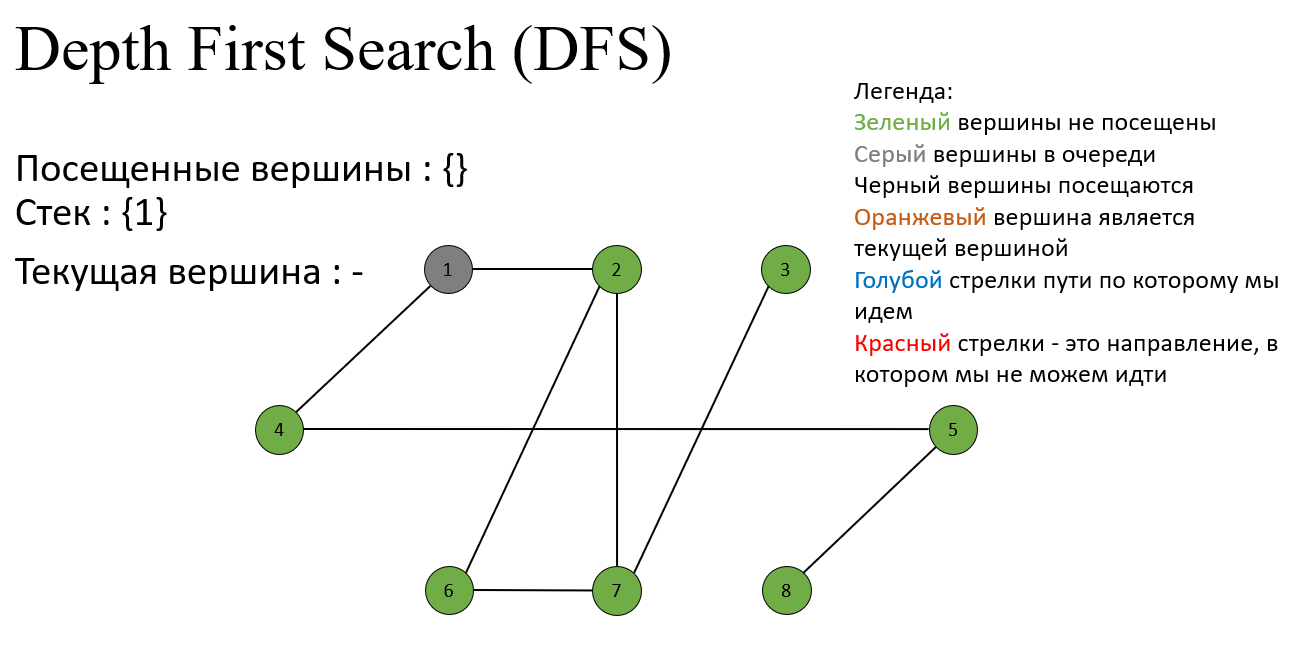 Depth First Search (DFS)
Легенда:
Зеленый вершины не посещены
Серый вершины в очереди
Черный вершины посещаются
Оранжевый вершина является
текущей вершиной
Голубой стрелки пути по которому мы
идем
Красный стрелки - это направление, в
котором мы не можем идти
Посещенные вершины : {}
Стек : {1}
Текущая вершина : -
1
2
3
4
5
6
7
8